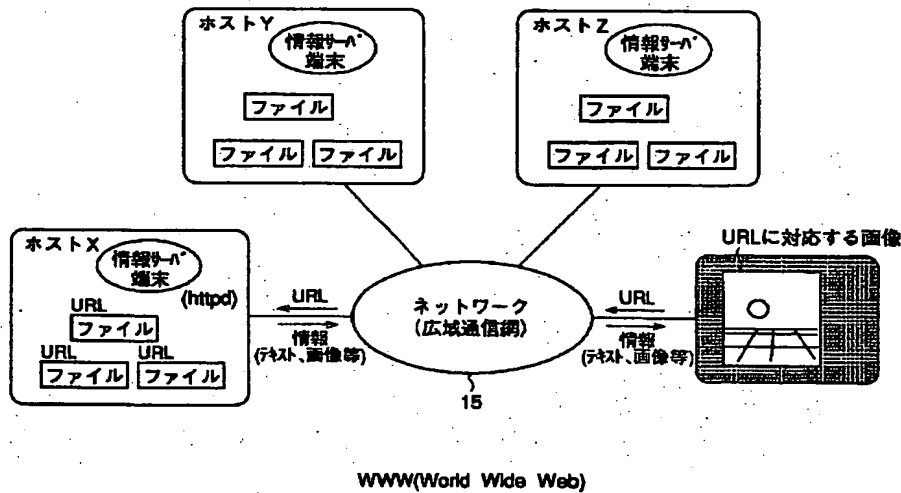 ホストY
情報サーバ
端末
ファイル
ファイル ファイル
ホストZ
情報サーバ
端末
ファイル
ファイル ファイル
ホストX
情報サーバ
端末
(httpd)
URL
ファイル
URL URL
ファイル ファイル
URL
情報
(テキスト、画像等)
ネットワーク
(広域通信網)
15
URL
情報
(テキスト、画像等)
URLに対応する画像
WWW(World Wide Web)